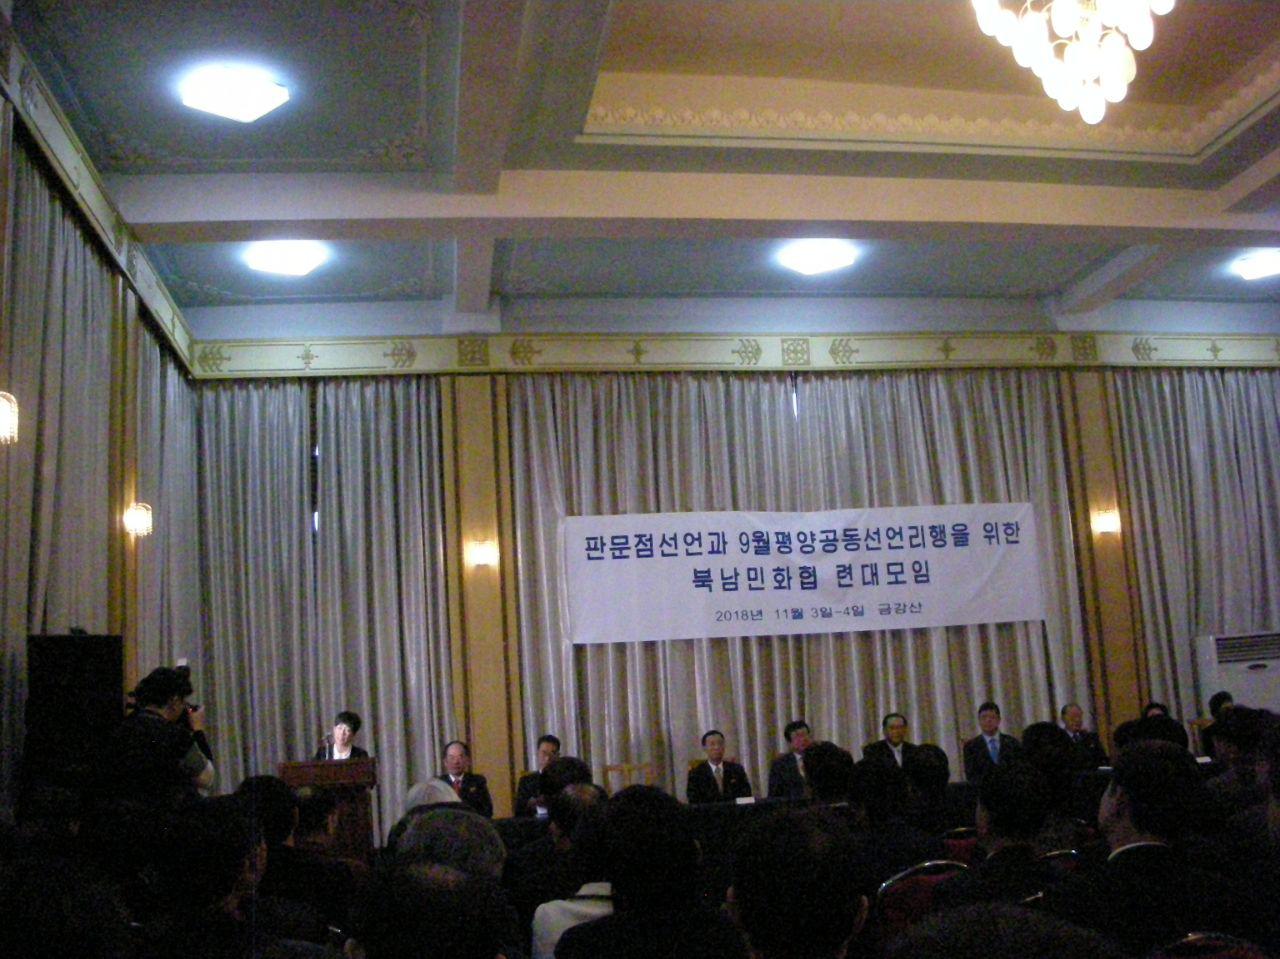 판문점선언과 9월평양공동선언리행을 위한
북남민화협 련대모임
2018년 11월 3일-4일 금강산